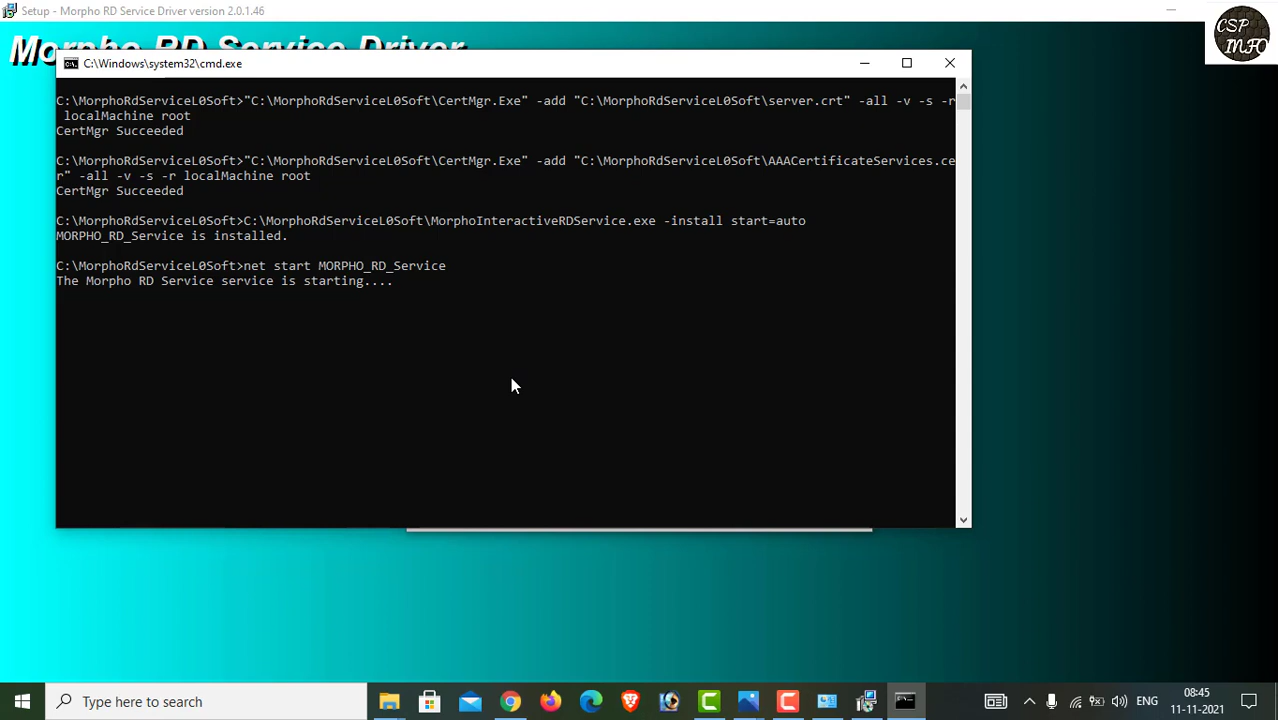 Setup - Morpho RD Service Driver version 2.0.1.46
CSP
INFO
Morpho RD Service Driver
C:\Windows\system32\cmd.exe
C:\MorphoRdServiceL0Soft>"C:\MorphoRdServiceL0Soft\CertMgr.Exe" -add "C:\MorphoRdServiceL0Soft\server.crt" -all -v -s -r
localMachine root
CertMgr Succeeded
C:\MorphoRdServiceL0Soft>"C:\MorphoRdServiceL0Soft\CertMgr.Exe" -add "C:\MorphoRdServiceL0Soft\AAACertificateServices.ce
r" -all -v -s -r localMachine root
CertMgr Succeeded
C:\MorphoRdServiceL0Soft>C:\MorphoRdServiceL0Soft\MorphoInteractiveRDService.exe -install start=auto
MORPHO_RD_Service is installed.
C:\MorphoRdServiceL0Soft>net start MORPHO_RD_Service
The Morpho RD Service service is starting....
Type here to search
ENG
08:45
11-11-2021